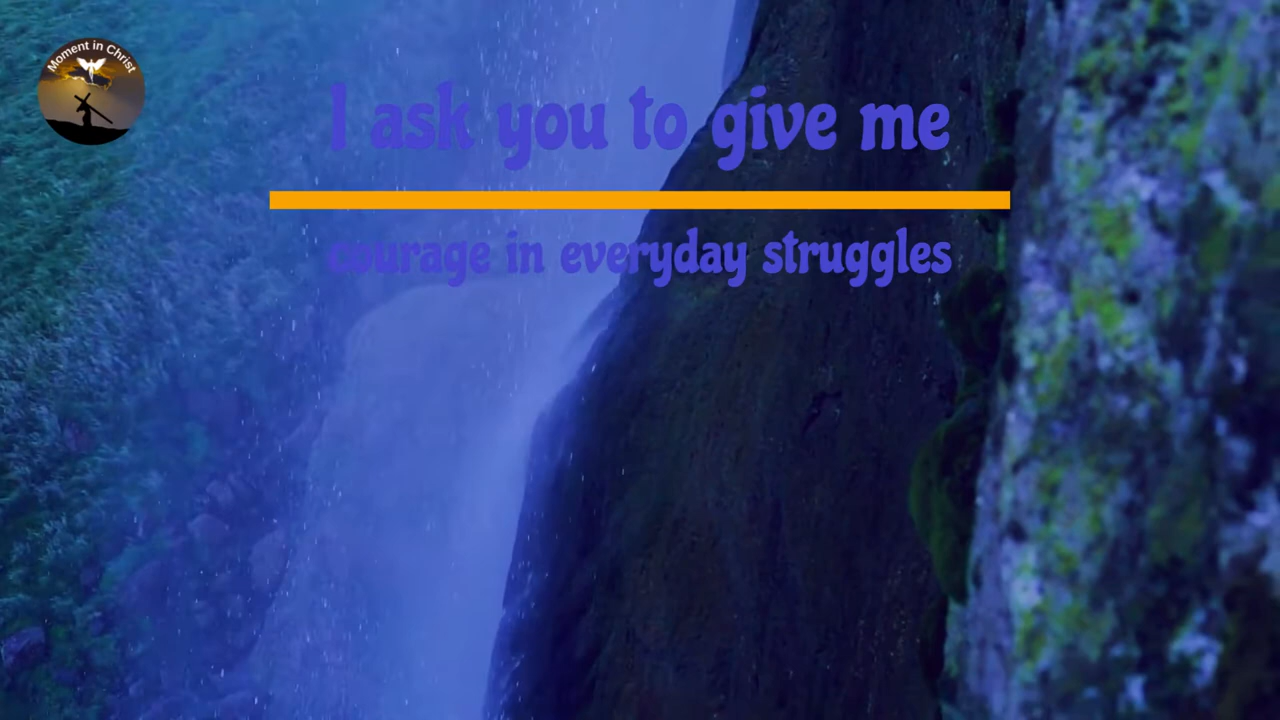 Moment in Christ
I ask you to give me
courage in everyday struggles